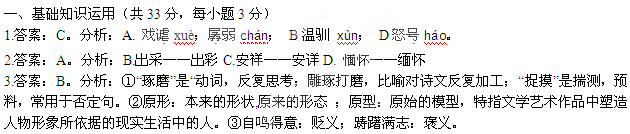 一、基础知识运用（共 33 分，每小题 3 分）
1.答案：C。分析：A. 戏谑 xuè；孱弱 chán； B 温驯 xùn； D 怒号 háo。
2.答案：A。分析：B.出采——出彩 C.安祥——安详 D. 愐怀——缅怀
3.答案：B。分析：①“琢磨”是“动词，反复思考；雕琢打磨，比喻对诗文反复加工；“捉摸”是揣测，预
料，常用于否定句。②原形：本来的形状,原来的形态 ；原型：原始的模型，特指文学艺术作品中塑造
人物形象所依据的现实生活中的人。③自鸣得意：贬义；踌躇满志：褒义。